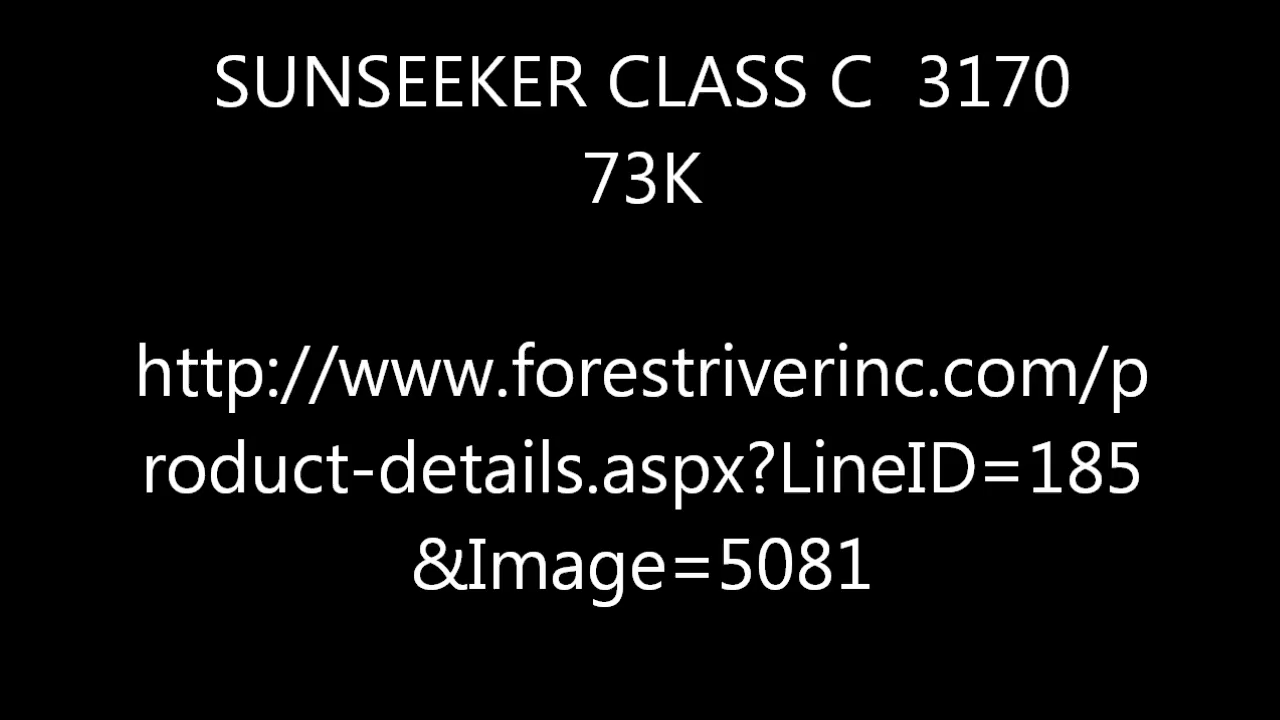 SUNSEEKER CLASS C  3170
73K
http://www.forestriverinc.com/p
roduct-details.aspx?LineID=185
&Image=5081